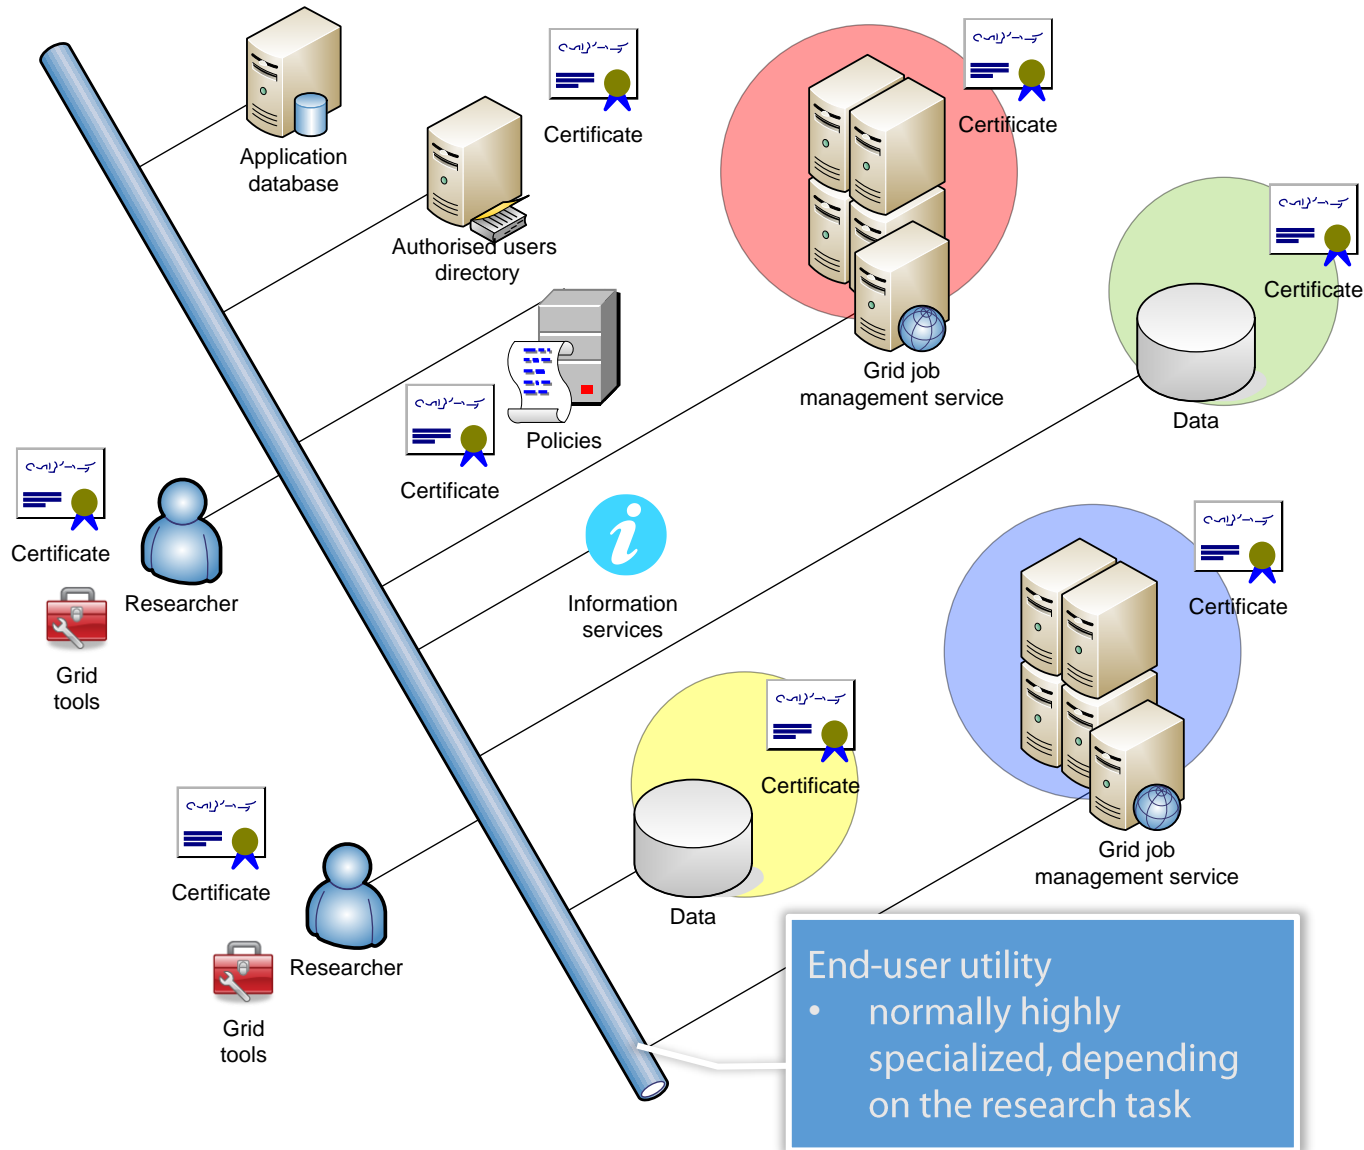 Application
database
Certificate
Authorised users
directory
Certificate
Grid job
management service
Certificate
Data
Policies
Certificate
Certificate
Researcher
Grid
tools
Information
services
Certificate
Certificate
Data
Grid job
management service
Certificate
Researcher
Grid
tools
End-user utility
• normally highly
specialized, depending
on the research task